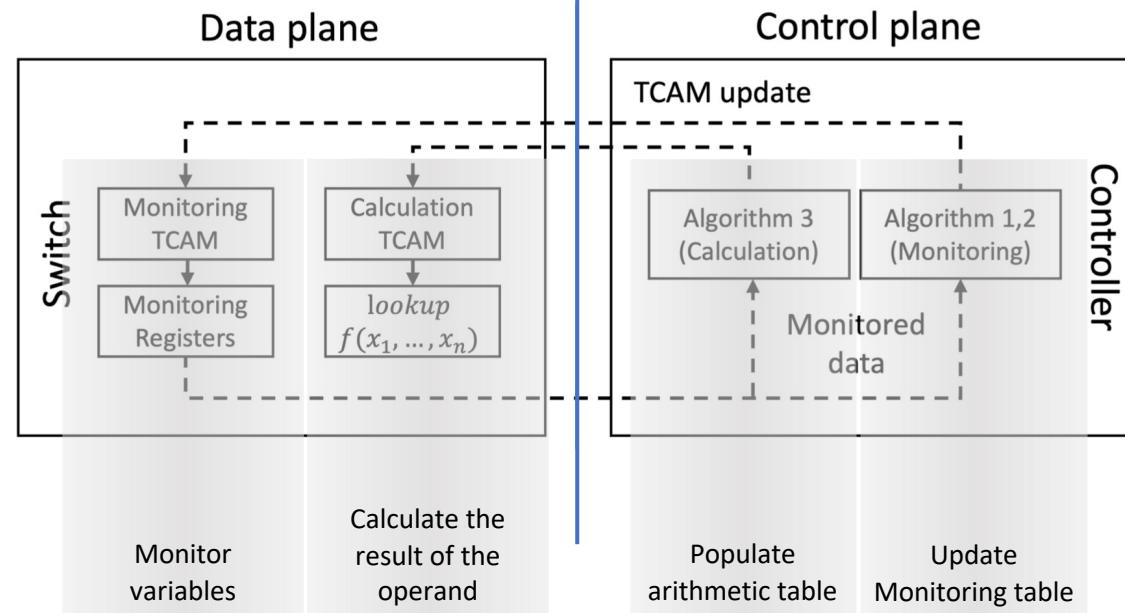 Data plane
Control plane
TCAM update
Switch
Monitoring
TCAM
Calculation
TCAM
Algorithm 3
(Calculation)
Algorithm 1,2
(Monitoring)
Controller
Monitoring
Registers
lookup
f(x₁, …, xₙ)
Monitored
data
Monitor
variables
Calculate the
result of the
operand
Populate
arithmetic table
Update
Monitoring table